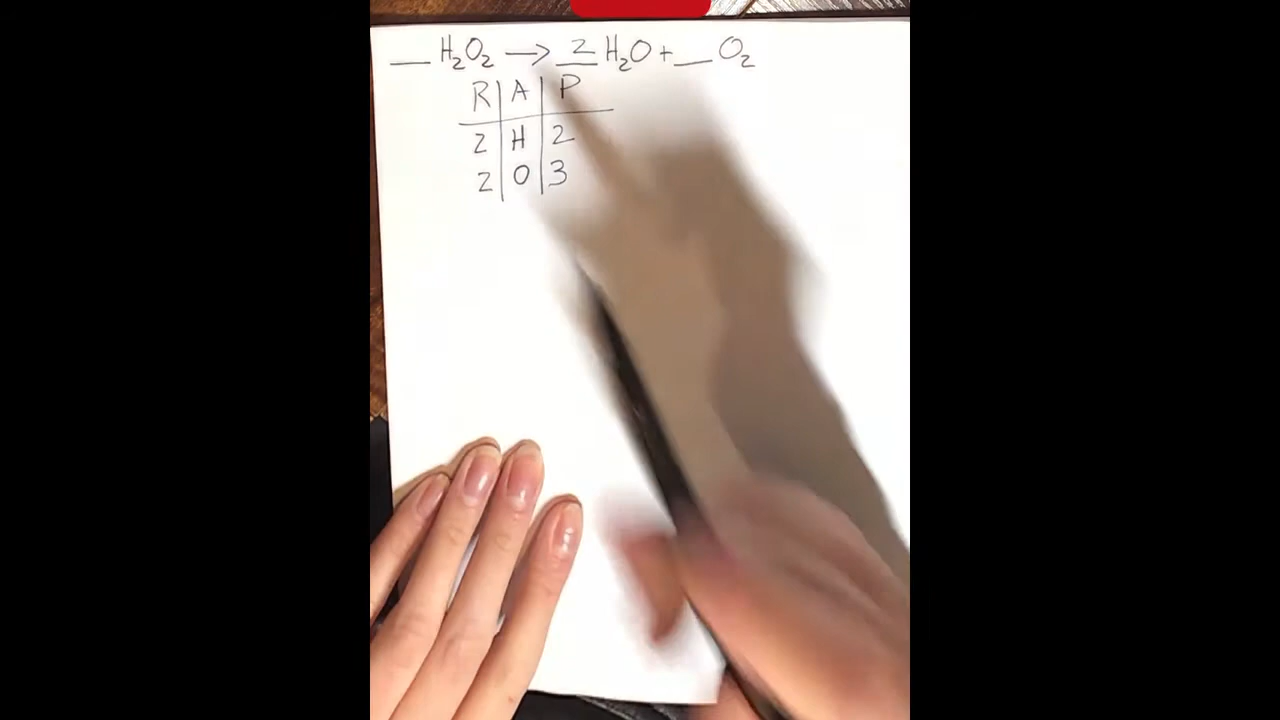 __ H₂O₂ → 2 H₂O + __ O₂
R | A | P
2 | H | 2
2 | O | 3